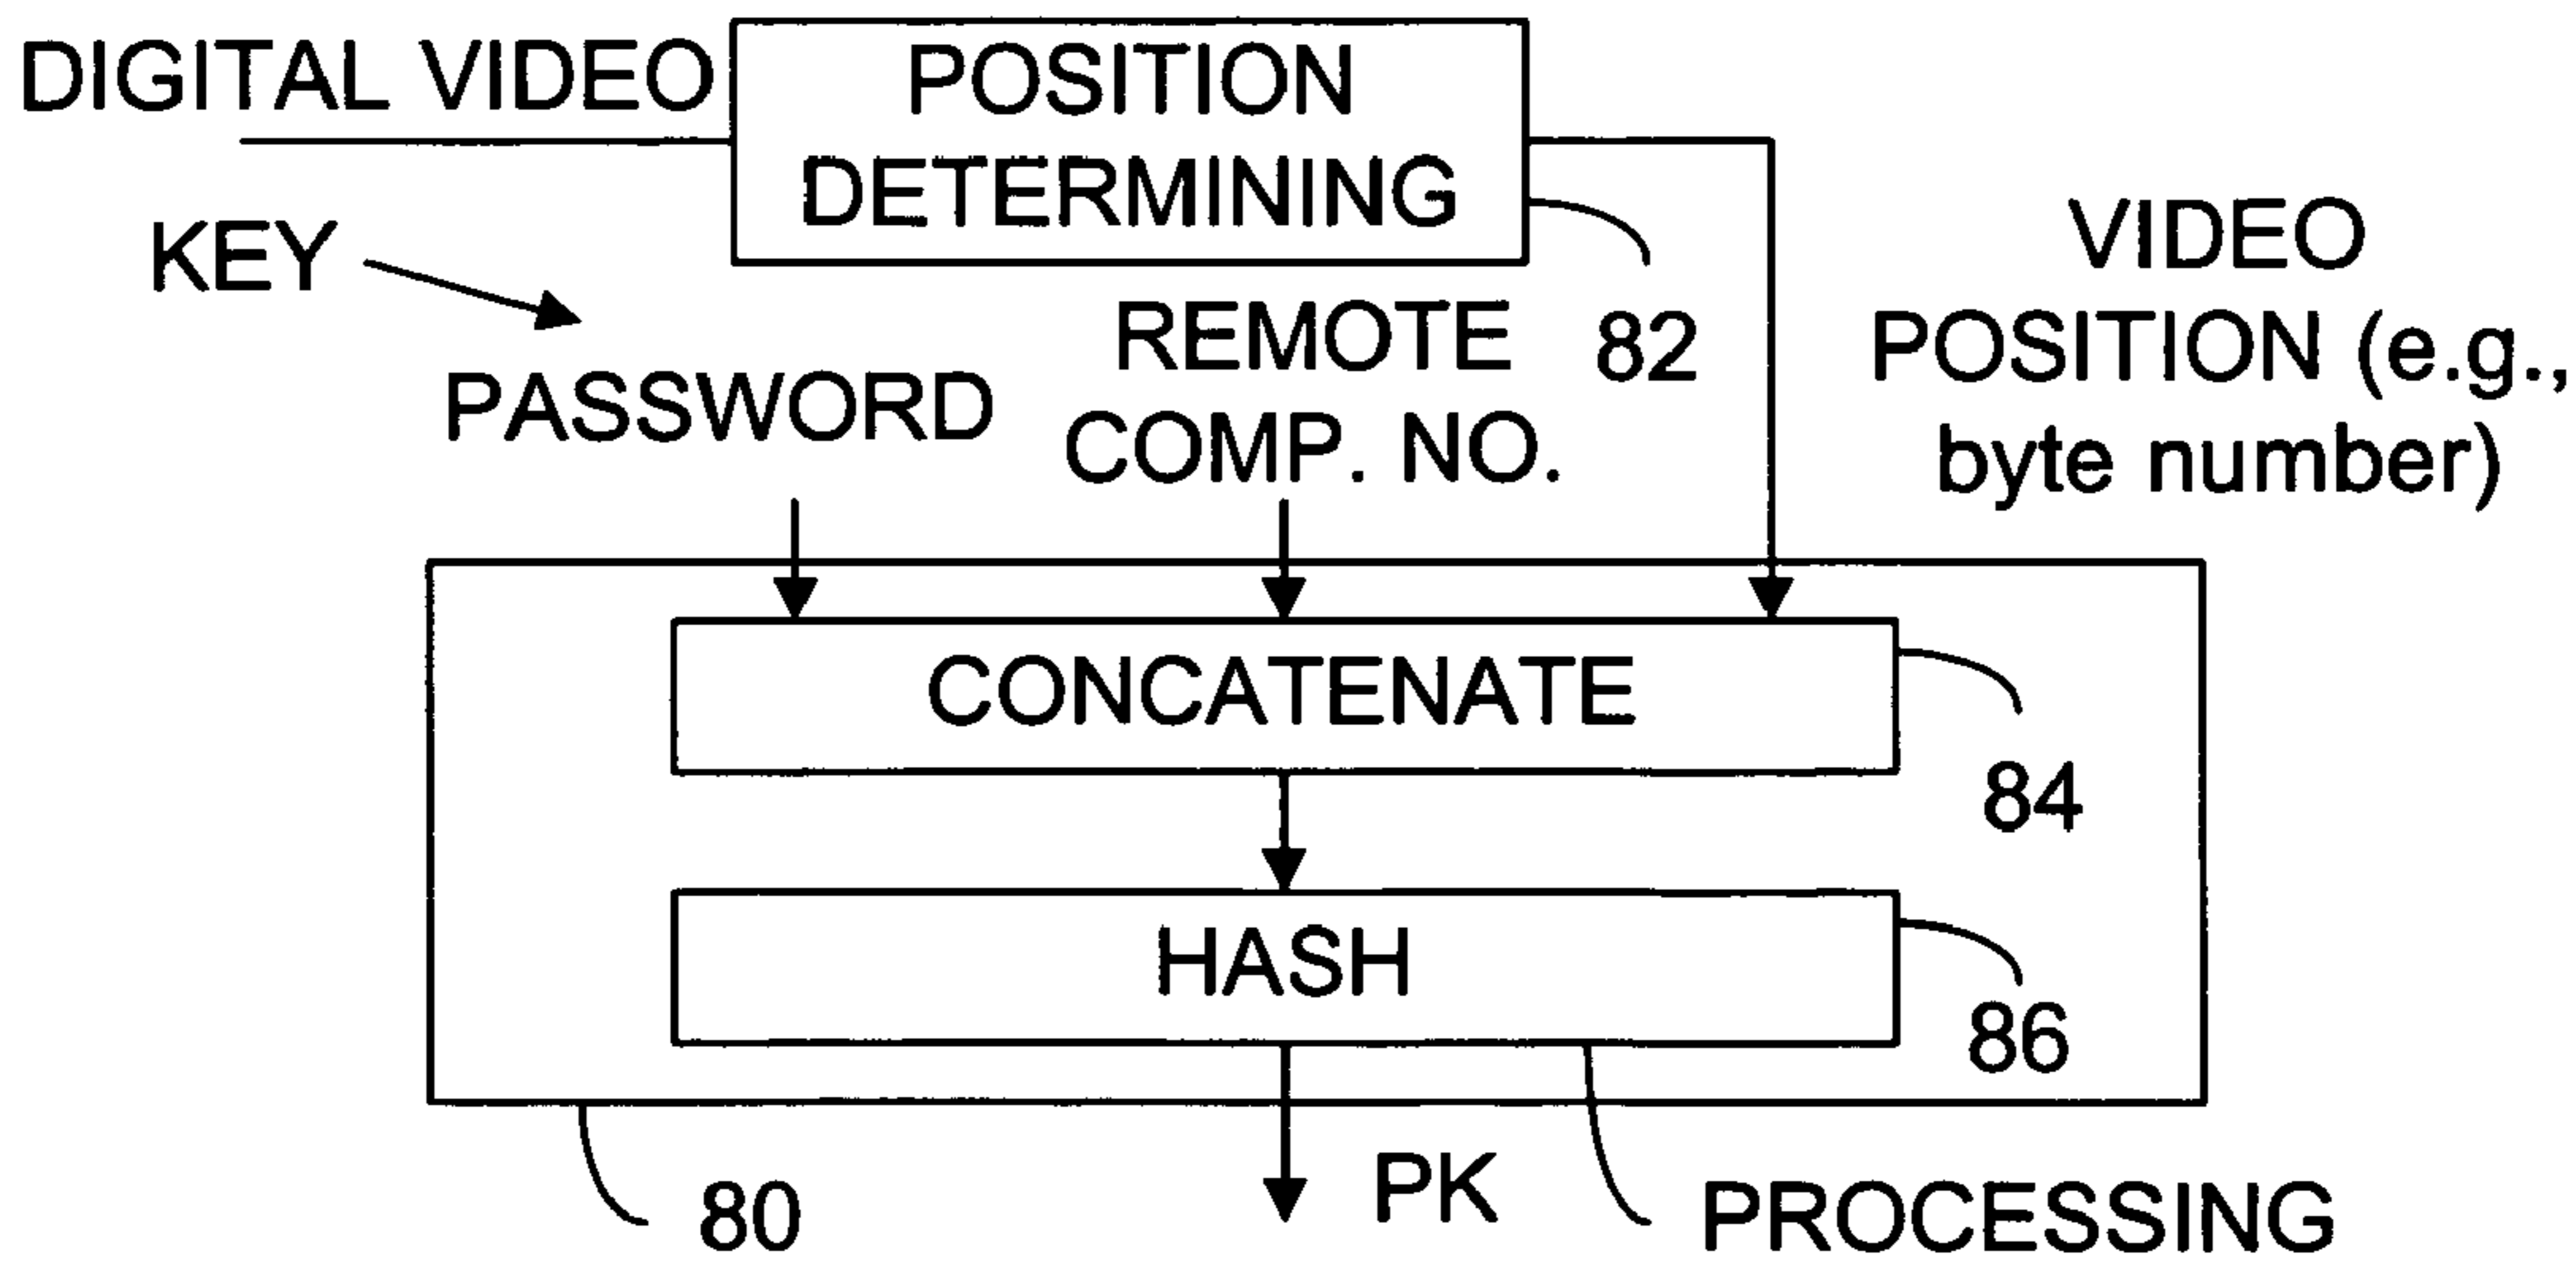 DIGITAL VIDEO
POSITION
DETERMINING
KEY
VIDEO
POSITION (e.g.,
byte number)
REMOTE
COMP. NO.
82
PASSWORD
CONCATENATE
84
HASH
86
PK
80
PROCESSING